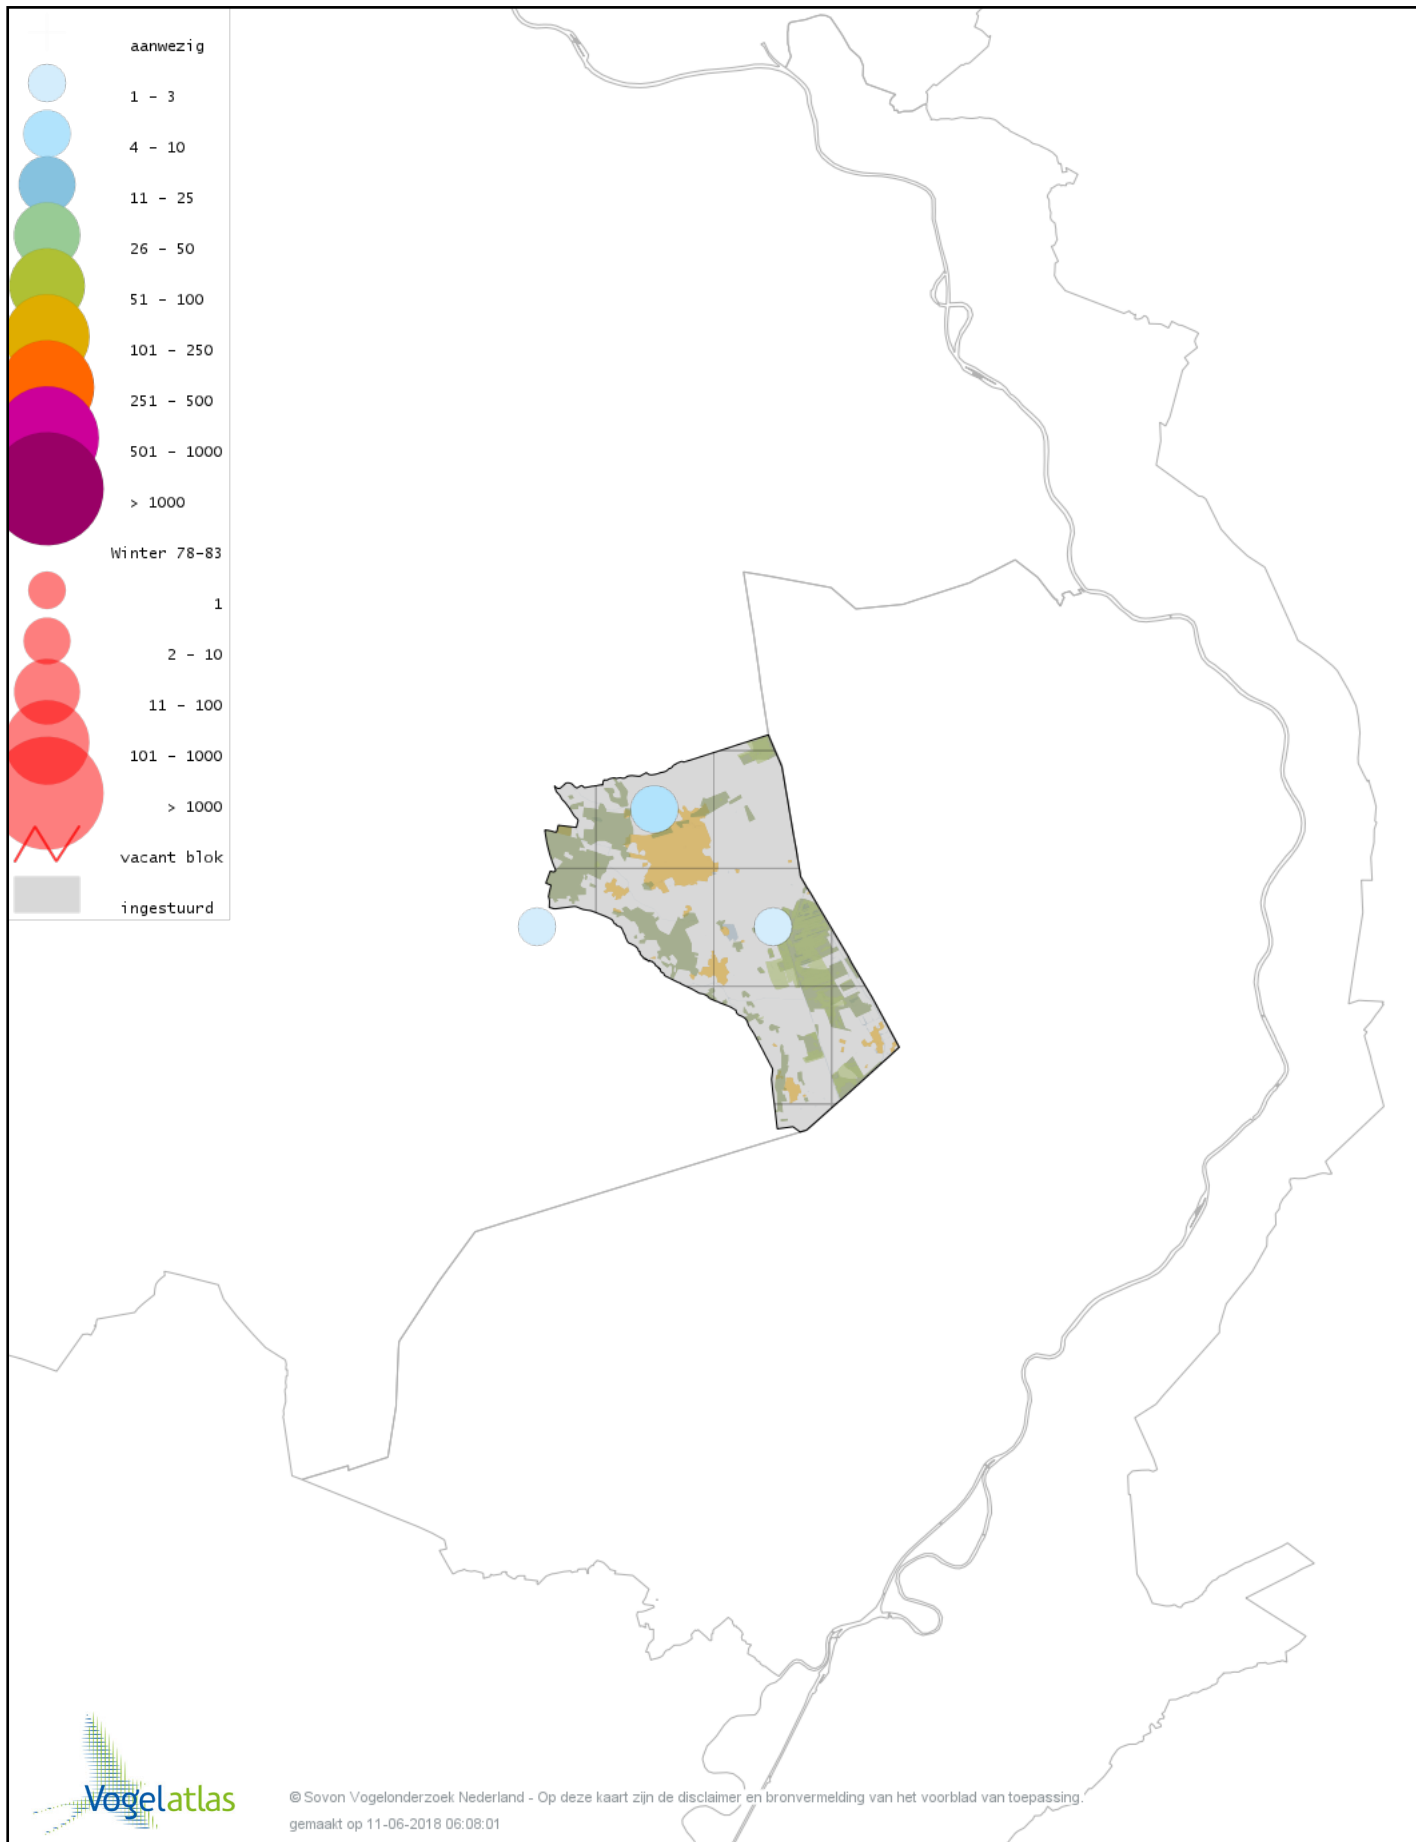 aanwezig
1 – 3
4 – 10
11 – 25
26 – 50
51 – 100
101 – 250
251 – 500
501 – 1000
> 1000
Winter 78–83
1
2 – 10
11 – 100
101 – 1000
> 1000
vacant blok
ingestuurd
Vogelatlas
© Sovon Vogelonderzoek Nederland - Op deze kaart zijn de disclaimer en bronvermelding van het voorblad van toepassing.
gemaakt op 11-06-2018 06:08:01